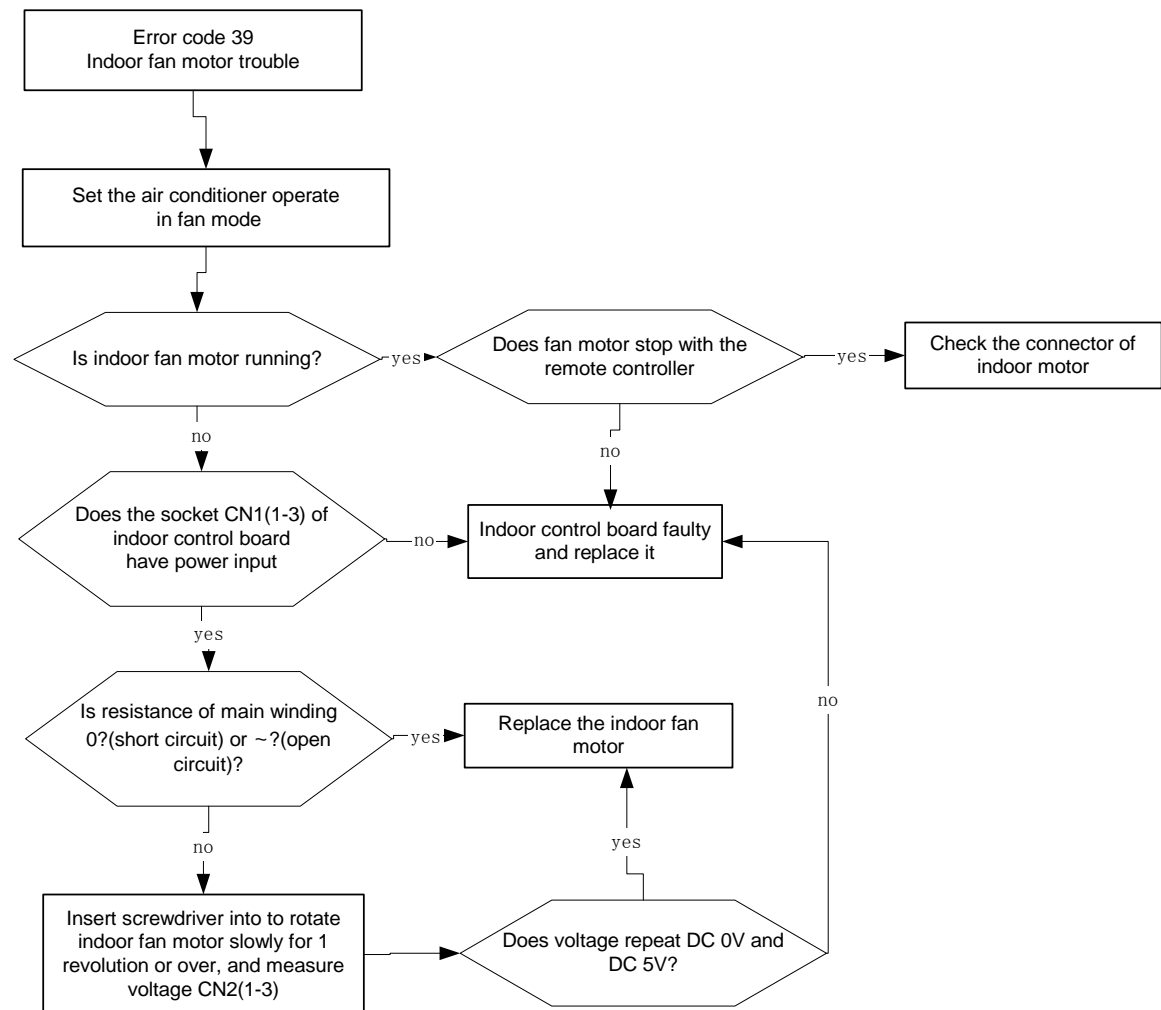 Error code 39
Indoor fan motor trouble
Set the air conditioner operate
in fan mode
Is indoor fan motor running?
yes
Does fan motor stop with the
remote controller
yes
Check the connector of
indoor motor
no
no
Does the socket CN1(1-3) of
indoor control board
have power input
no
Indoor control board faulty
and replace it
yes
Is resistance of main winding
0?(short circuit) or ~?(open
circuit)?
yes
Replace the indoor fan
motor
no
no
yes
Insert screwdriver into to rotate
indoor fan motor slowly for 1
revolution or over, and measure
voltage CN2(1-3)
Does voltage repeat DC 0V and
DC 5V?